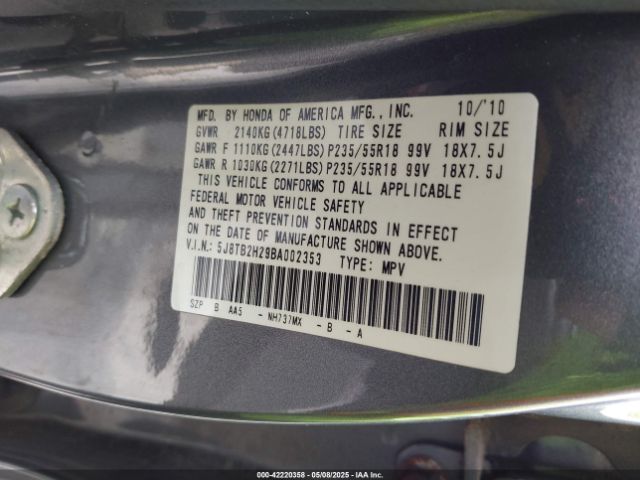 MFD. BY HONDA OF AMERICA MFG., INC. 10/'10
GVWR 2140KG(4718LBS) TIRE SIZE RIM SIZE
GAWR F 1110KG(2447LBS) P235/55R18 99V 18X7.5J
GAWR R 1030KG(2271LBS) P235/55R18 99V 18X7.5J
THIS VEHICLE CONFORMS TO ALL APPLICABLE
FEDERAL MOTOR VEHICLE SAFETY
AND THEFT PREVENTION STANDARDS IN EFFECT
ON THE DATE OF MANUFACTURE SHOWN ABOVE.
V.I.N.: 5J8TB2H29BA002353 TYPE: MPV
SZP B AA5 - NH737MX - B - A
000-42220358 - 05/08/2025 - IAA Inc.